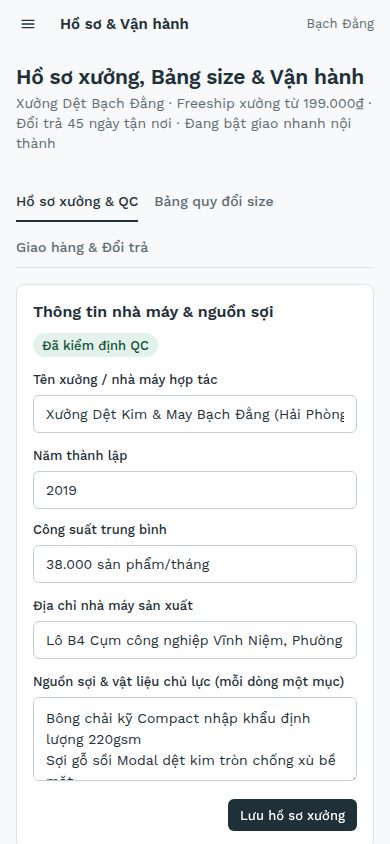 Hồ sơ & Vận hành
Bạch Đằng
Hồ sơ xưởng, Bảng size & Vận hành
Xưởng Dệt Bạch Đằng · Freeship xưởng từ 199.000₫ ·
Đổi trả 45 ngày tận nơi · Đang bật giao nhanh nội
thành
Hồ sơ xưởng & QC
Bảng quy đổi size
Giao hàng & Đổi trả
Thông tin nhà máy & nguồn sợi
Đã kiểm định QC
Tên xưởng / nhà máy hợp tác
Xưởng Dệt Kim & May Bạch Đằng (Hải Phòng
Năm thành lập
2019
Công suất trung bình
38.000 sản phẩm/tháng
Địa chỉ nhà máy sản xuất
Lô B4 Cụm công nghiệp Vĩnh Niệm, Phường
Nguồn sợi & vật liệu chủ lực (mỗi dòng một mục)
Bông chải kỹ Compact nhập khẩu định
lượng 220gsm
Sợi gỗ sồi Modal dệt kim tròn chống xù bề
mặt
Lưu hồ sơ xưởng